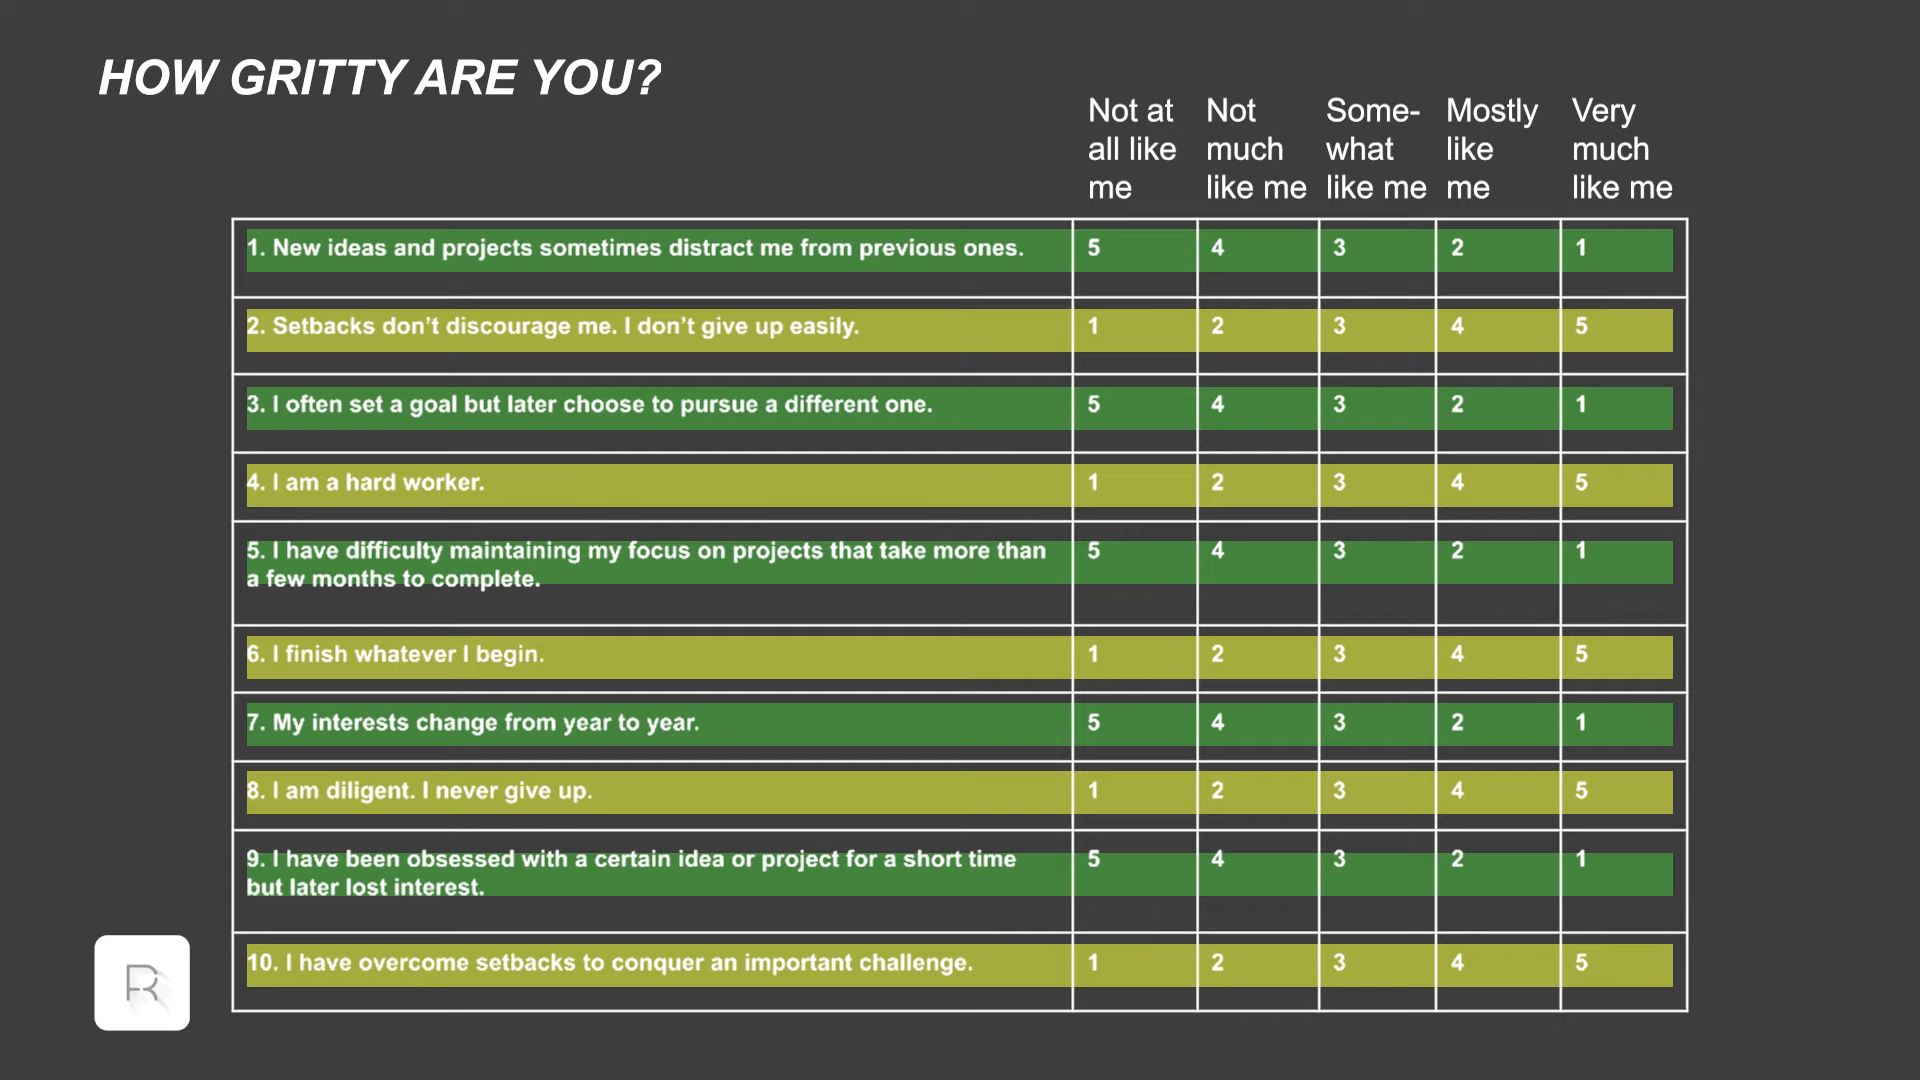 HOW GRITTY ARE YOU?
Not at all like me Not much like me Some-what like me Mostly like me Very much like me
1. New ideas and projects sometimes distract me from previous ones. 5 4 3 2 1
2. Setbacks don’t discourage me. I don’t give up easily. 1 2 3 4 5
3. I often set a goal but later choose to pursue a different one. 5 4 3 2 1
4. I am a hard worker. 1 2 3 4 5
5. I have difficulty maintaining my focus on projects that take more than 5 4 3 2 1
a few months to complete.
6. I finish whatever I begin. 1 2 3 4 5
7. My interests change from year to year. 5 4 3 2 1
8. I am diligent. I never give up. 1 2 3 4 5
9. I have been obsessed with a certain idea or project for a short time 5 4 3 2 1
but later lost interest.
10. I have overcome setbacks to conquer an important challenge. 1 2 3 4 5
R